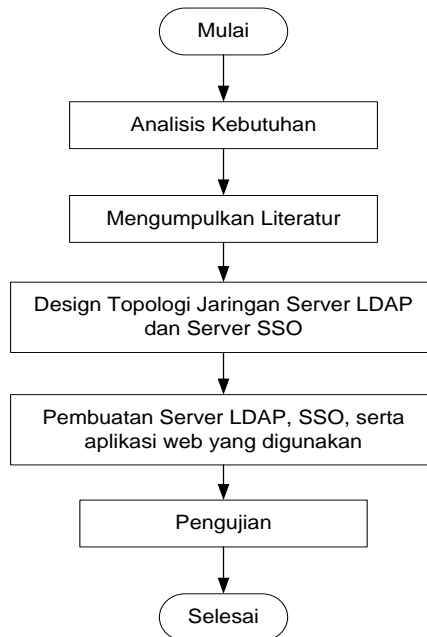 Mulai
Analisis Kebutuhan
Mengumpulkan Literatur
Design Topologi Jaringan Server LDAP
dan Server SSO
Pembuatan Server LDAP, SSO, serta
aplikasi web yang digunakan
Pengujian
Selesai